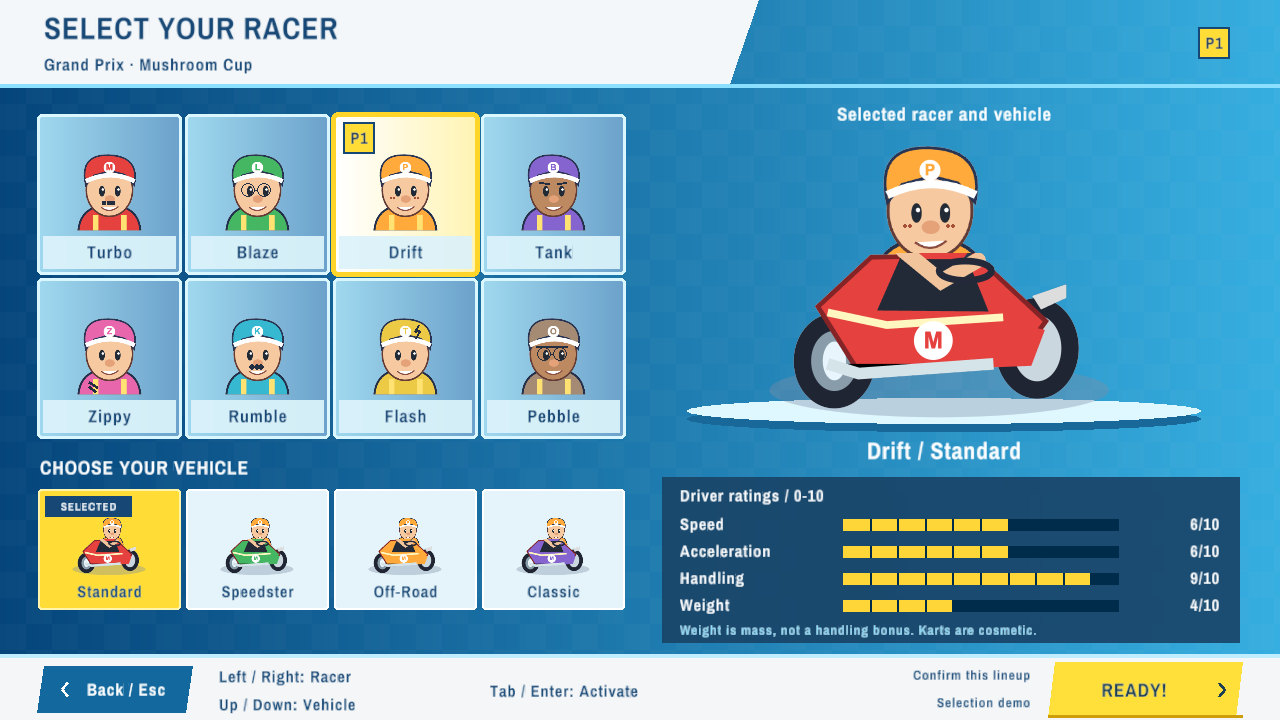 SELECT YOUR RACER
Grand Prix · Mushroom Cup
P1
Selected racer and vehicle
P1
M
L
P
B
Turbo
Blaze
Drift
Tank
Z
K
T
O
Zippy
Rumble
Flash
Pebble
P
M
Drift / Standard
CHOOSE YOUR VEHICLE
SELECTED
Standard
Speedster
Off-Road
Classic
Driver ratings / 0-10
Speed 6/10
Acceleration 6/10
Handling 9/10
Weight 4/10
Weight is mass, not a handling bonus. Karts are cosmetic.
Back / Esc
Left / Right: Racer
Up / Down: Vehicle
Tab / Enter: Activate
Confirm this lineup
Selection demo
READY!